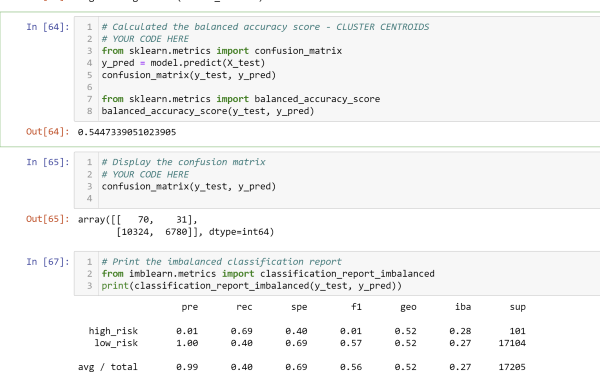 In [64]:
1 # Calculated the balanced accuracy score - CLUSTER CENTROIDS
2 # YOUR CODE HERE
3 from sklearn.metrics import confusion_matrix
4 y_pred = model.predict(X_test)
5 confusion_matrix(y_test, y_pred)
6
7 from sklearn.metrics import balanced_accuracy_score
8 balanced_accuracy_score(y_test, y_pred)
Out[64]: 0.5447339051023905
In [65]:
1 # Display the confusion matrix
2 # YOUR CODE HERE
3 confusion_matrix(y_test, y_pred)
4
Out[65]: array([[   70,    31],
       [10324,  6780]], dtype=int64)
In [67]:
1 # Print the imbalanced classification report
2 from imblearn.metrics import classification_report_imbalanced
3 print(classification_report_imbalanced(y_test, y_pred))
pre rec spe f1 geo iba sup
high_risk 0.01 0.69 0.40 0.01 0.52 0.28 101
low_risk 1.00 0.40 0.69 0.57 0.52 0.27 17104
avg / total 0.99 0.40 0.69 0.56 0.52 0.27 17205